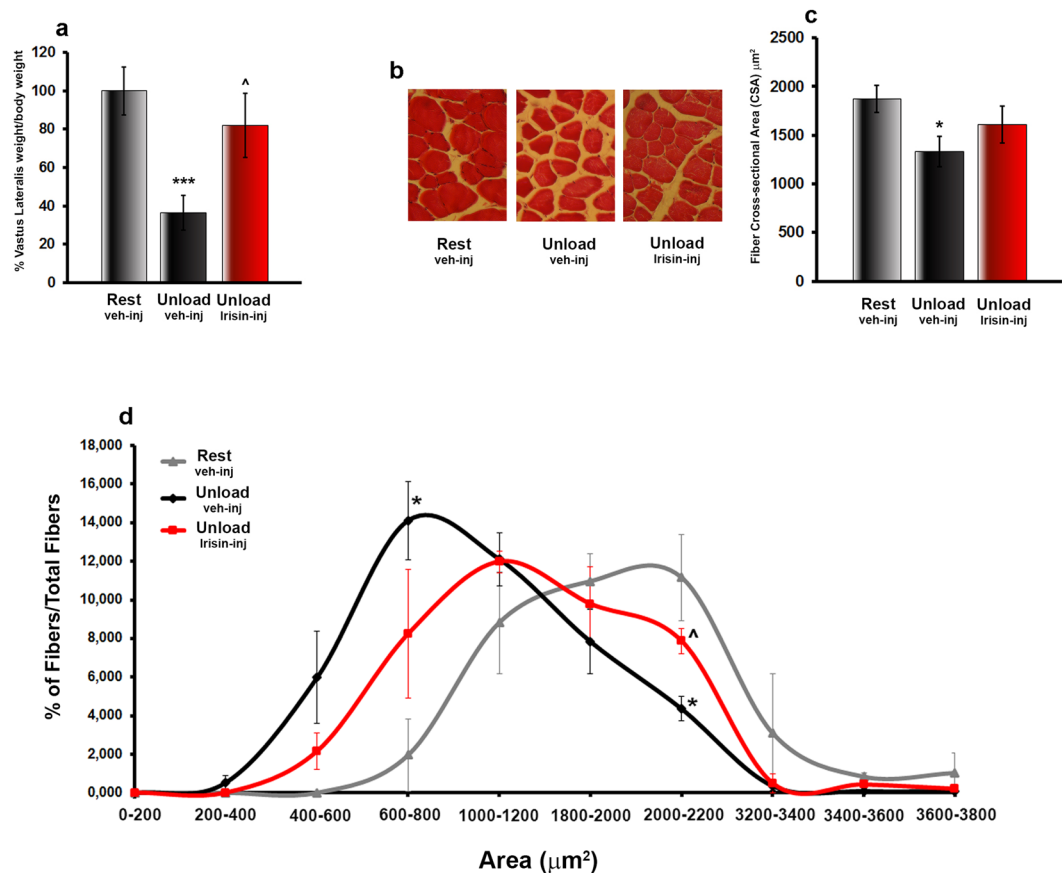 a
% Vastus Lateralis weight/body weight
120
100
80
60
40
20
0
***
^
Rest
veh-inj
Unload
veh-inj
Unload
Irisin-inj
b
Rest
veh-inj
Unload
veh-inj
Unload
Irisin-inj
c
Fiber Cross-sectional Area (CSA) μm²
2500
2000
1500
1000
500
0
*
Rest
veh-inj
Unload
veh-inj
Unload
Irisin-inj
d
% of Fibers/Total Fibers
18,000
16,000
14,000
12,000
10,000
8,000
6,000
4,000
2,000
0,000
Rest
veh-inj
Unload
veh-inj
Unload
Irisin-inj
*
^
*
0-200 200-400 400-600 600-800 1000-1200 1800-2000 2000-2200 3200-3400 3400-3600 3600-3800
Area (μm²)